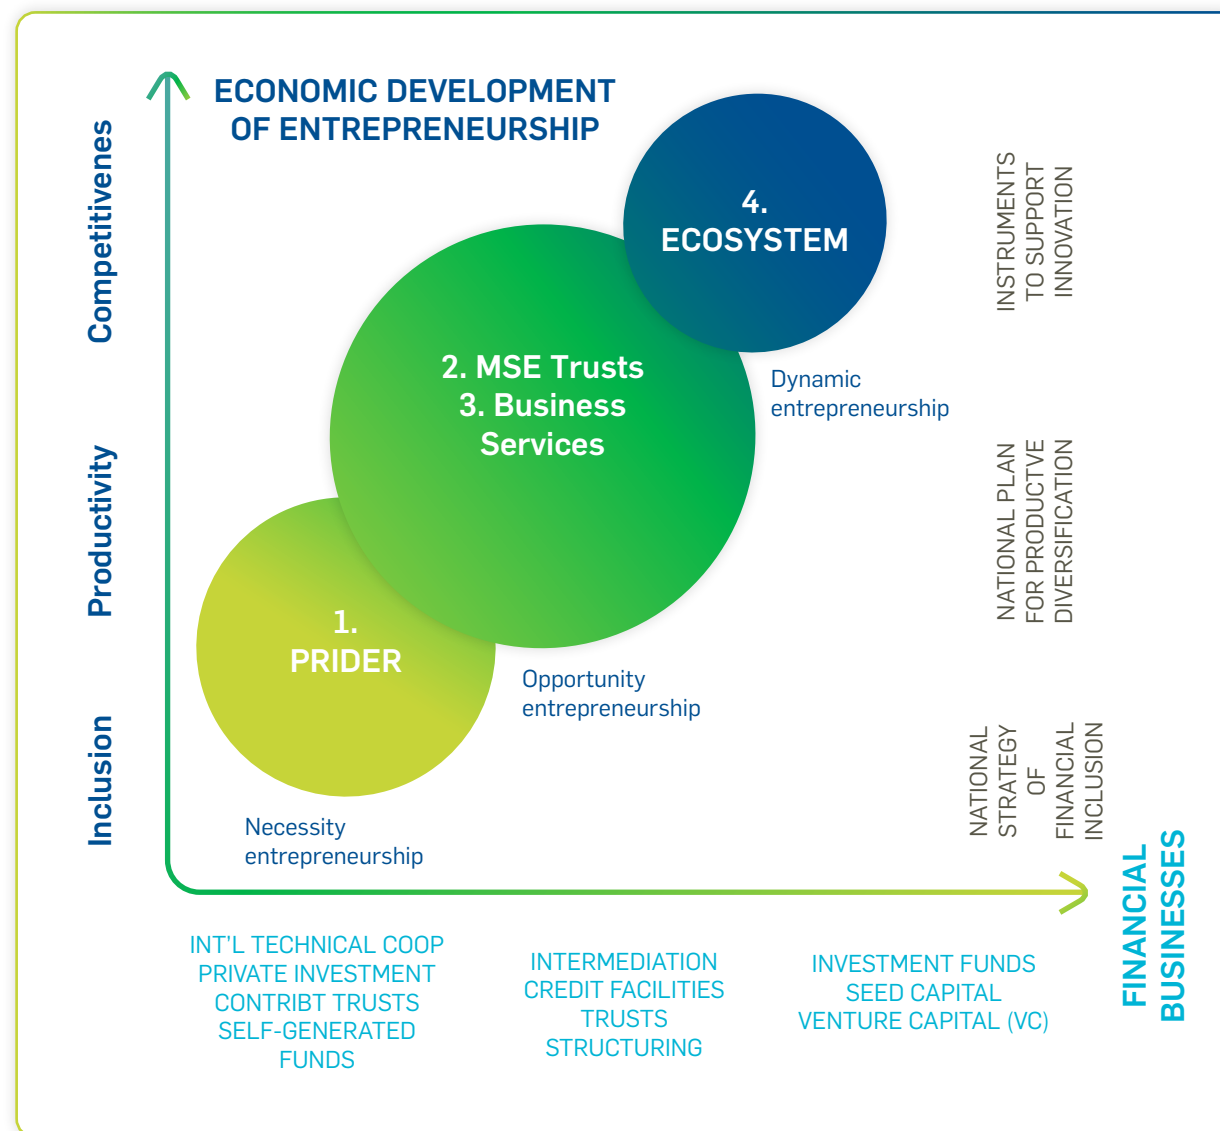 ECONOMIC DEVELOPMENT
OF ENTREPRENEURSHIP
Competitivenes
Productivity
Inclusion
4.
ECOSYSTEM
2. MSE Trusts
3. Business
Services
1.
PRIDER
Dynamic
entrepreneurship
Opportunity
entrepreneurship
Necessity
entrepreneurship
INSTRUMENTS
TO SUPPORT
INNOVATION
NATIONAL PLAN
FOR PRODUCTVE
DIVERSIFICATION
NATIONAL
STRATEGY
OF
FINANCIAL
INCLUSION
FINANCIAL
BUSINESSES
INT'L TECHNICAL COOP
PRIVATE INVESTMENT
CONTRIBT TRUSTS
SELF-GENERATED
FUNDS
INTERMEDIATION
CREDIT FACILITIES
TRUSTS
STRUCTURING
INVESTMENT FUNDS
SEED CAPITAL
VENTURE CAPITAL (VC)